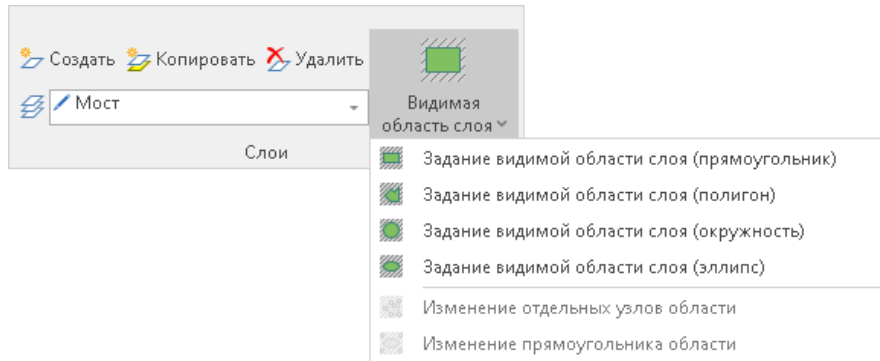 Создать Копировать Удалить
Мост
Видимая
область слоя
Слои
Задание видимой области слоя (прямоугольник)
Задание видимой области слоя (полигон)
Задание видимой области слоя (окружность)
Задание видимой области слоя (эллипс)
Изменение отдельных узлов области
Изменение прямоугольника области